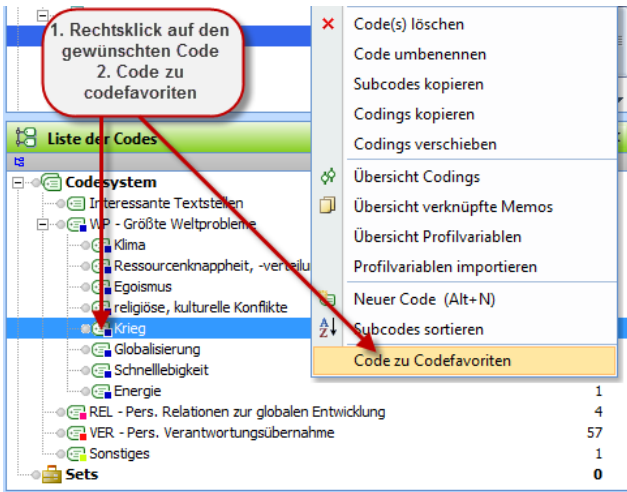 1. Rechtsklick auf den
gewünschten Code
2. Code zu
codefavoriten
Code(s) löschen
Code umbenennen
Subcodes kopieren
Codings kopieren
Codings verschieben
Übersicht Codings
Übersicht verknüpfte Memos
Übersicht Profilvariablen
Profilvariablen importieren
Neuer Code (Alt+N)
Subcodes sortieren
Code zu Codefavoriten
Liste der Codes
Codesystem
Interessante Textstellen
WP - Größte Weltprobleme
Klima
Ressourcenknappheit, -verteilu
Egoismus
religiöse, kulturelle Konflikte
Krieg
Globalisierung
Schnelllebigkeit
Energie 1
REL - Pers. Relationen zur globalen Entwicklung 4
VER - Pers. Verantwortungsübernahme 57
Sonstiges 1
Sets 0